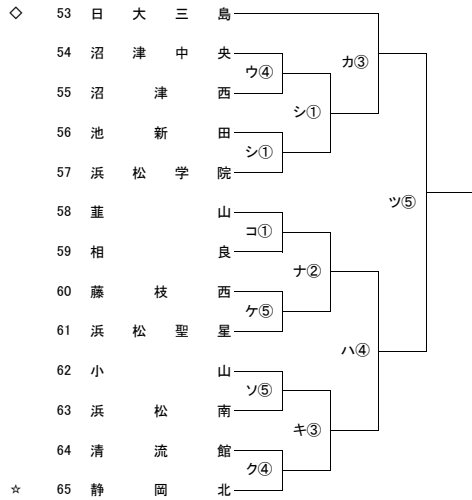 ◇ 53 日大三島
54 沼津中央
ウ④
カ③
55 沼津西
シ①
56 池新田
シ①
57 浜松学院
ツ⑤
58 韮山
コ①
59 相良
ナ②
60 藤枝西
ケ⑤
61 浜松聖星
ハ④
62 小山
ソ⑤
63 浜松南
キ③
64 清流館
ク④
☆ 65 静岡北